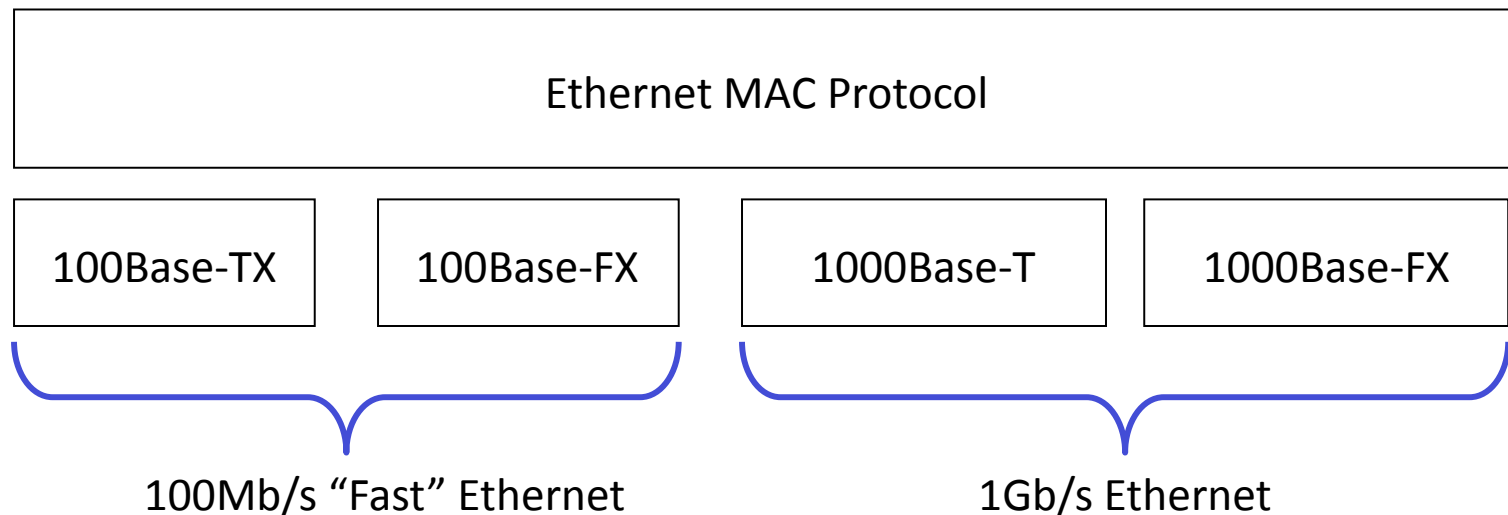 Ethernet MAC Protocol
100Base-TX
100Base-FX
1000Base-T
1000Base-FX
100Mb/s “Fast” Ethernet
1Gb/s Ethernet